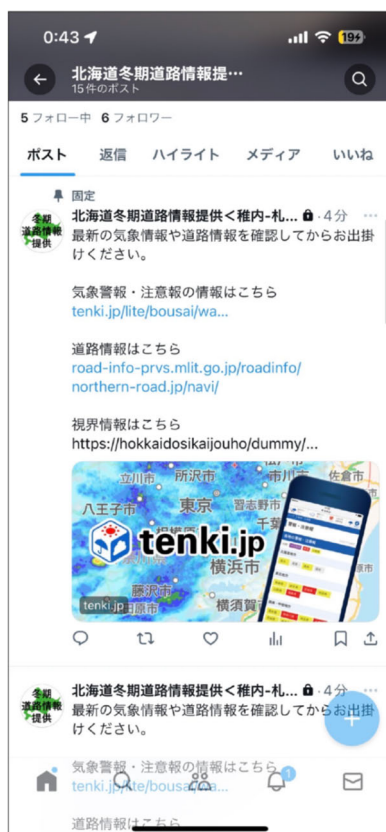 0:43
19
北海道冬期道路情報提…
15件のポスト
5 フォロー中 6 フォロワー
ポスト 返信 ハイライト メディア いいね
固定
冬期
道路情報
提供
北海道冬期道路情報提供<稚内-札... · 4分 …
最新の気象情報や道路情報を確認してからお出掛
けください。
気象警報・注意報の情報はこちら
tenki.jp/lite/bousai/wa...
道路情報はこちら
road-info-prvs.mlit.go.jp/roadinfo/
northern-road.jp/navi/
視界情報はこちら
https://hokkaidosikaijouho/dummy/...
立川市 所沢市 市川市 佐倉市
八王子市 東京 習志野市
千葉
tenki.jp
横浜市
藤沢市
横須賀
tenki.jp
冬期
道路情報
提供
北海道冬期道路情報提供<稚内-札... · 4分
最新の気象情報や道路情報を確認してからお出掛
けください。
気象警報・注意報の情報はこちら
1
tenki.jp/lite/bousai/wa...
道路情報はこちら